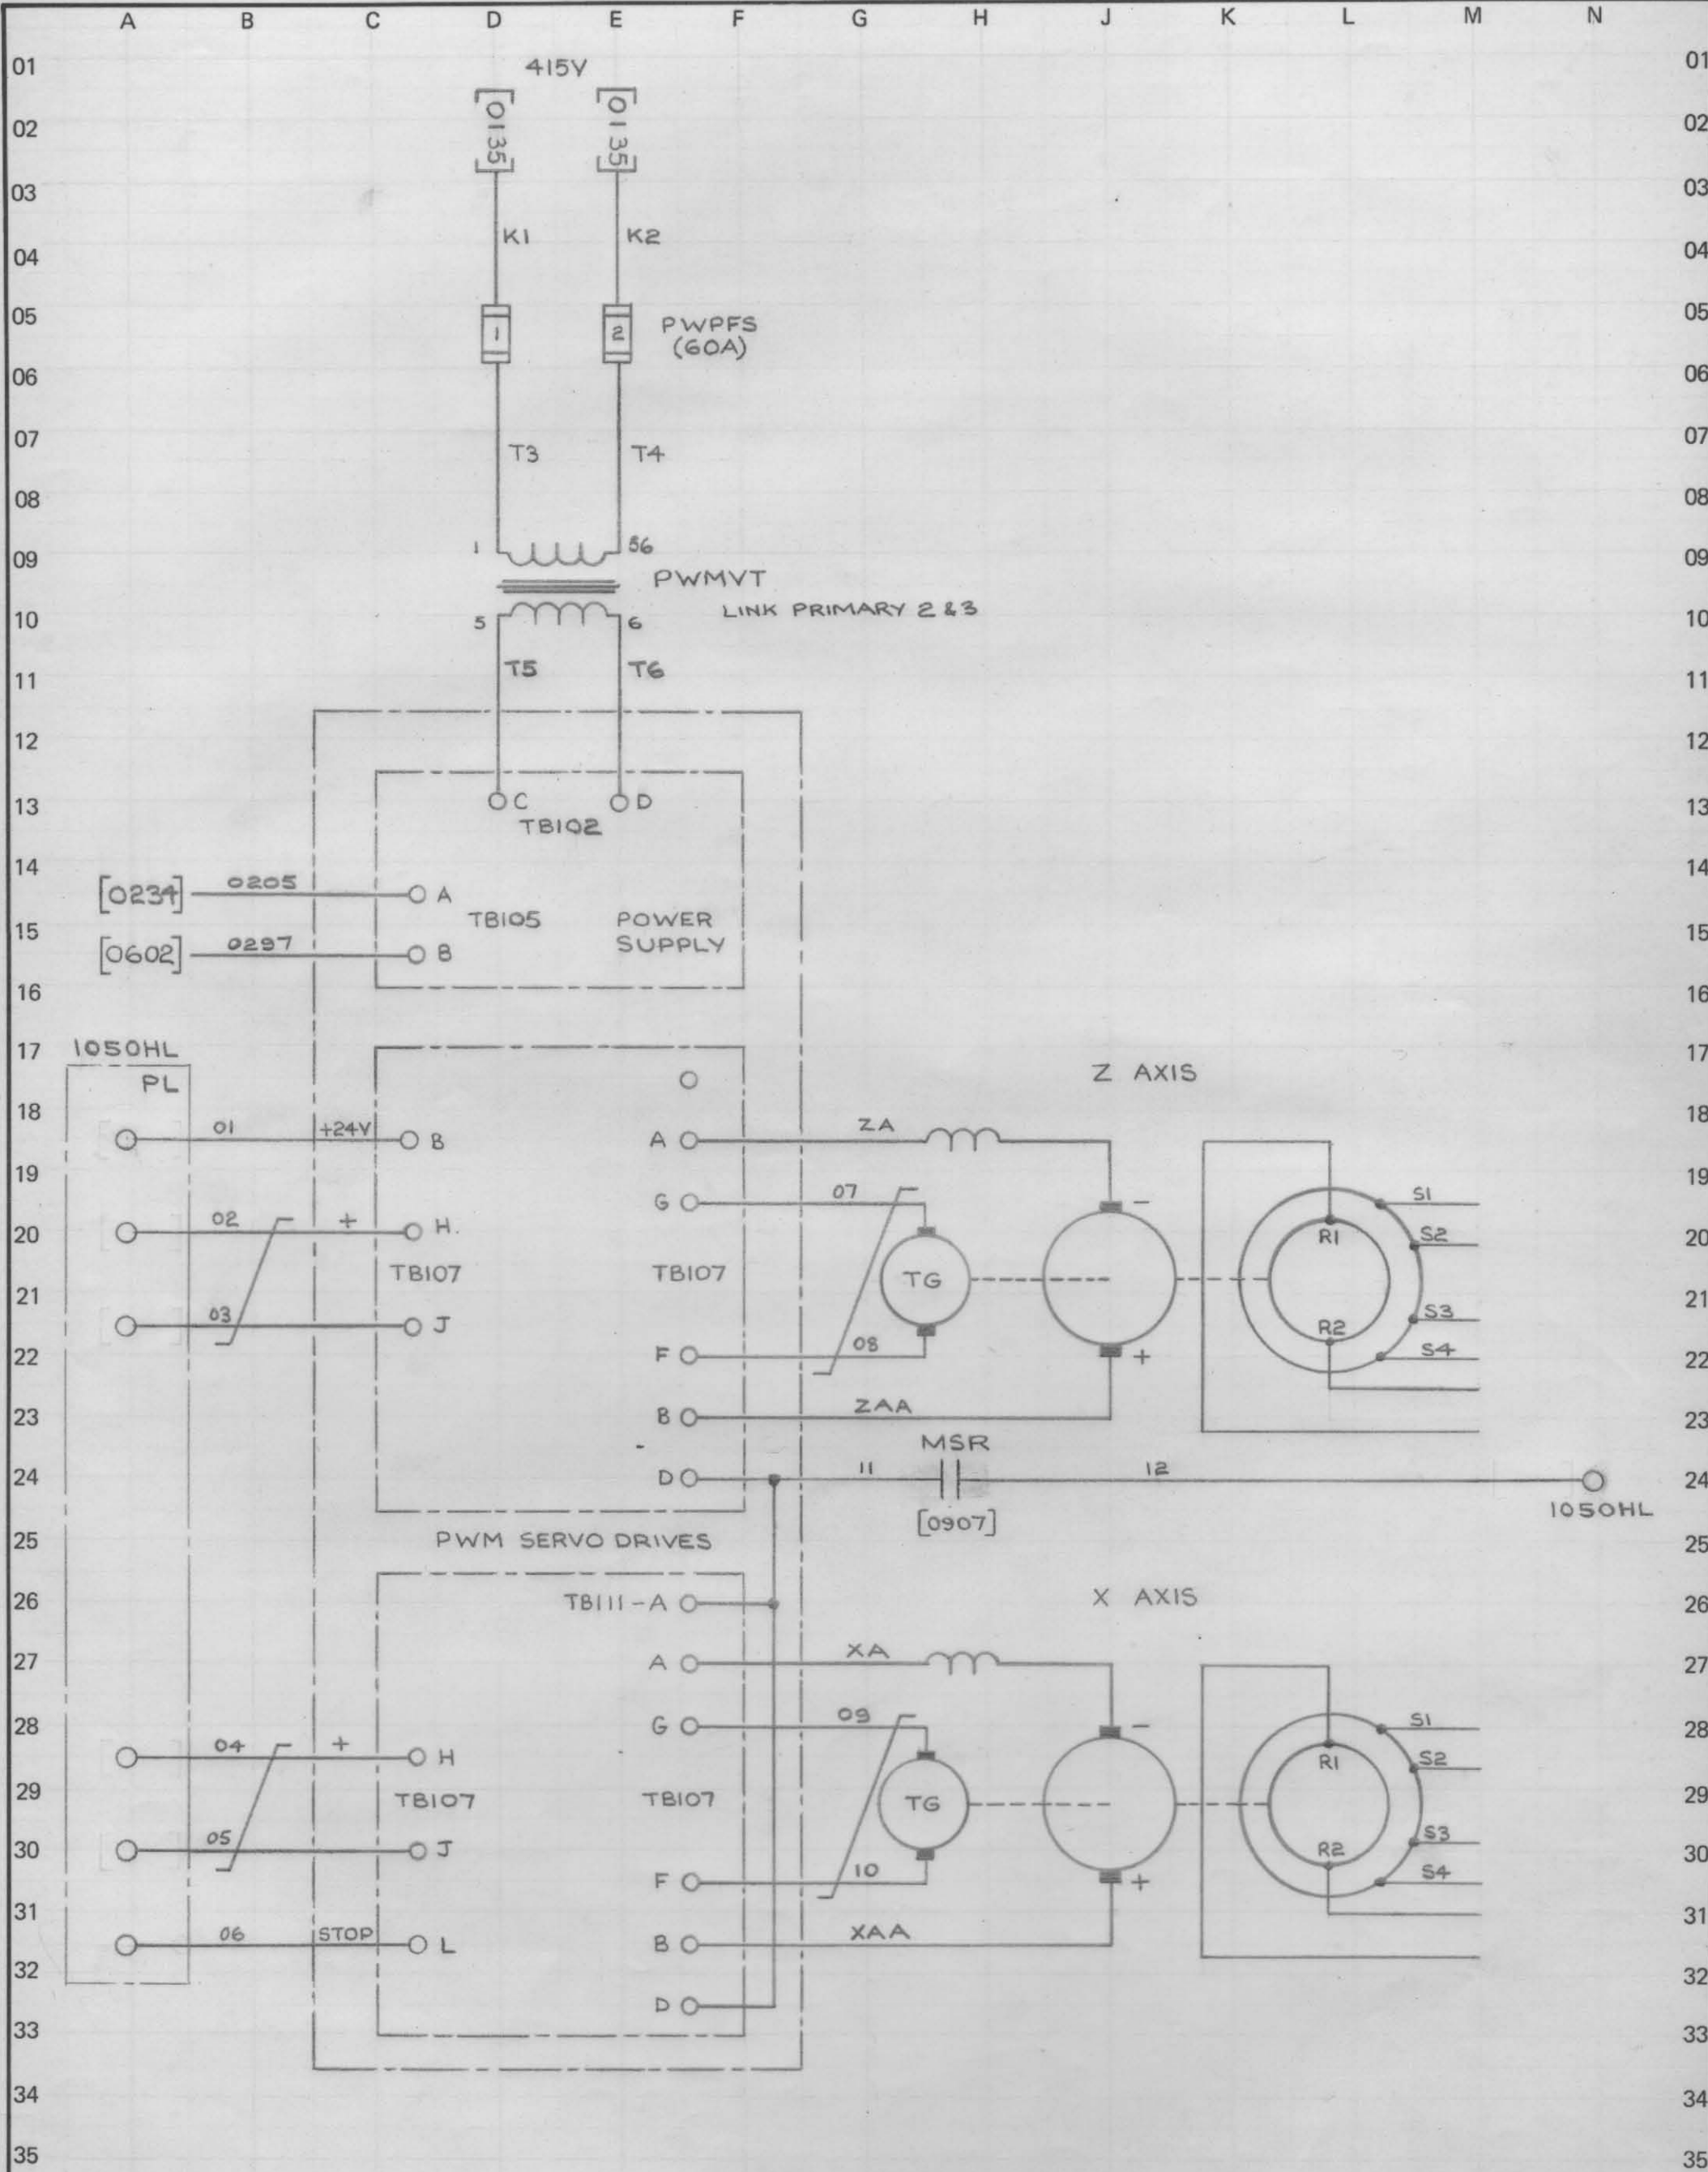 A B C D E F G H J K L M N
01 415V 01
[0135] [0135]
02 02
03 03
K1 K2
04 04
05 05
1 2 PWPFS
(60A)
06 06
07 07
T3 T4
08 08
1 56
09 09
PWMVT
LINK PRIMARY 2 & 3
10 10
5 6
T5 T6
11 11
12 12
13 C D 13
TB102
14 14
[0234] 0205 A
TB105 POWER
SUPPLY
15 15
[0602] 0297 B
16 16
17 1050HL 17
PL Z AXIS
18 18
01 +24V B A ZA
19 19
G 07 - S1
20 02 + H. R1 S2 20
TB107 TB107 TG
21 21
03 J R2 S3
22 F 08 + S4 22
23 B ZAA 23
MSR
24 D 11 12 24
[0907] 1050HL
25 PWM SERVO DRIVES 25
26 TB111-A X AXIS 26
27 A XA 27
28 G 09 - S1 28
04 + H R1 S2
29 TB107 TB107 TG 29
30 05 J R2 S3 30
F 10 + S4
31 31
06 STOP L B XAA
32 32
D
33 33
34 34
35 35